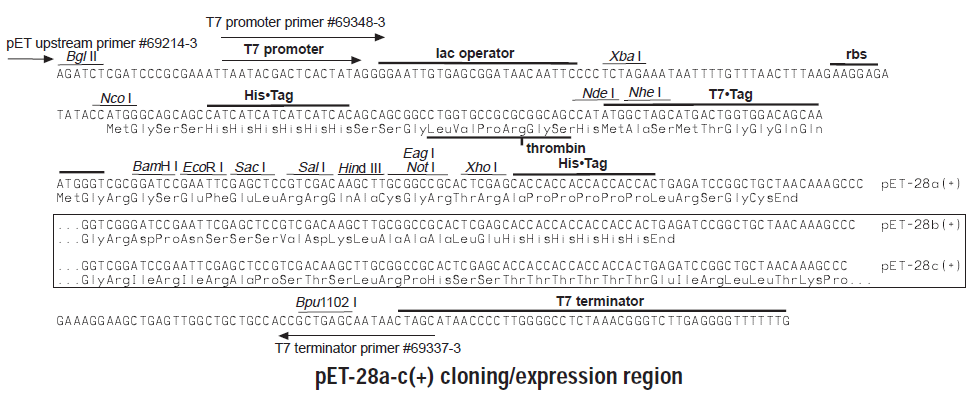 T7 promoter primer #69348-3
pET upstream primer #69214-3
Bgl II T7 promoter lac operator Xba I rbs
AGATCTCGATCCCGCGAAATTAATACGACTCACTATAGGGGAATTGTGAGCGGATAACAATTCCCCTCTAGAAATAATTTTGTTTAACTTTAAGAAGGAGA
Nco I His•Tag Nde I Nhe I T7•Tag
TATACCATGGGCAGCAGCCATCATCATCATCATCACAGCAGCGGCCTGGTGCCGCGCGGCAGCCATATGGCTAGCATGACTGGTGGACAGCAA
MetGlySerSerHisHisHisHisHisHisSerSerGlyLeuValProArgGlySerHisMetAlaSerMetThrGlyGlyGlnGln
thrombin
BamH I EcoR I Sac I Sal I Hind III Eag I Not I Xho I His•Tag
ATGGGTCGCGGATCCGAATTCGAGCTCCGTCGACAAGCTTGCGGCCGCACTCGAGCACCACCACCACCACCACTGAGATCCGGCTGCTAACAAAGCCC pET-28a(+)
MetGlyArgGlySerGluPheGluLeuArgArgGlnAlaCysGlyArgThrArgAlaProProProProProProLeuArgSerGlyCysEnd
...GGTCGGGATCCGAATTCGAGCTCCGTCGACAAGCTTGCGGCCGCACTCGAGCACCACCACCACCACCACTGAGATCCGGCTGCTAACAAAGCCC pET-28b(+)
...GlyArgAspProAsnSerSerSerValAspLysLeuAlaAlaAlaLeuGluHisHisHisHisHisHisEnd
...GGTCGGATCCGAATTCGAGCTCCGTCGACAAGCTTGCGGCCGCACTCGAGCACCACCACCACCACCACTGAGATCCGGCTGCTAACAAAGCCC pET-28c(+)
...GlyArgIleArgIleArgAlaProSerThrSerLeuArgProHisSerSerThrThrThrThrThrThrGluIleArgLeuLeuThrLysPro...
Bpu1102 I T7 terminator
GAAAGGAAGCTGAGTTGGCTGCTGCCACCGCTGAGCAATAACTAGCATAACCCCTTGGGGCCTCTAAACGGGTCTTGAGGGGTTTTTTG
T7 terminator primer #69337-3
pET-28a-c(+) cloning/expression region